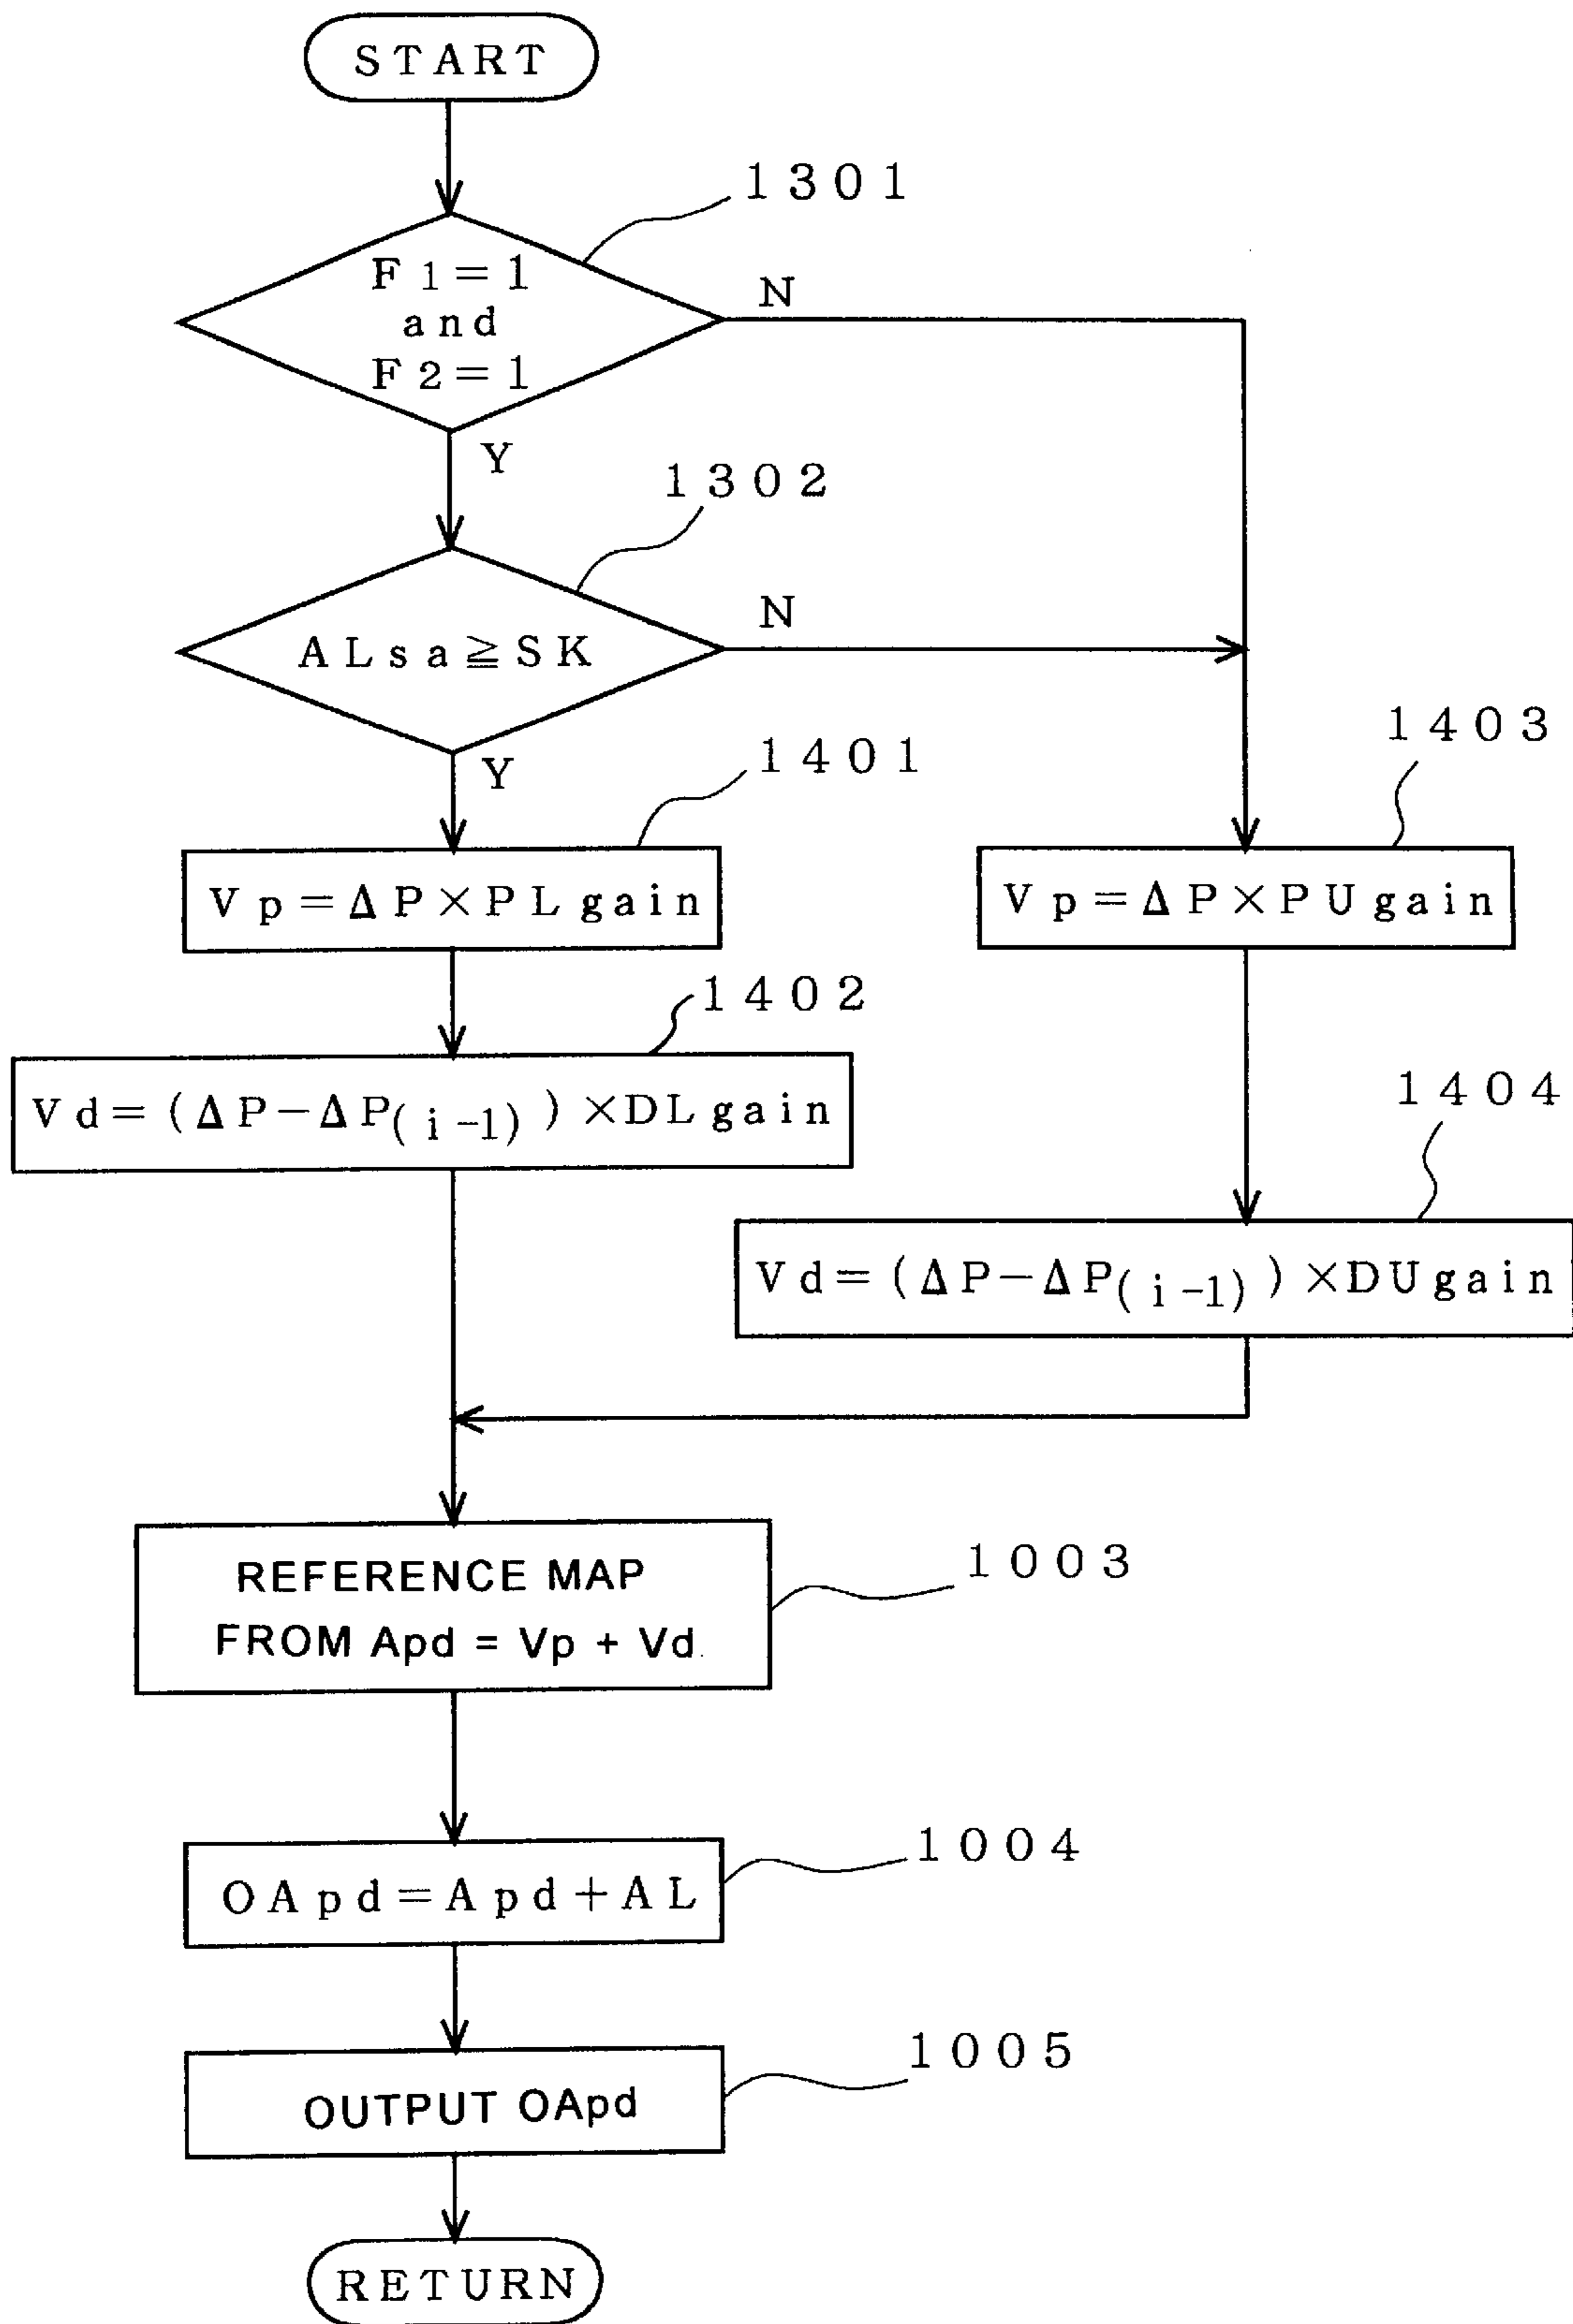 START
1301
F1=1
and
F2=1
N
Y
1302
ALsa≧SK
N
Y
1401
1403
Vp=ΔP×PLgain
Vp=ΔP×PUgain
1402
Vd=(ΔP-ΔP(i-1))×DLgain
1404
Vd=(ΔP-ΔP(i-1))×DUgain
1003
REFERENCE MAP
FROM Apd = Vp + Vd
1004
OApd=Apd+AL
1005
OUTPUT OApd
RETURN